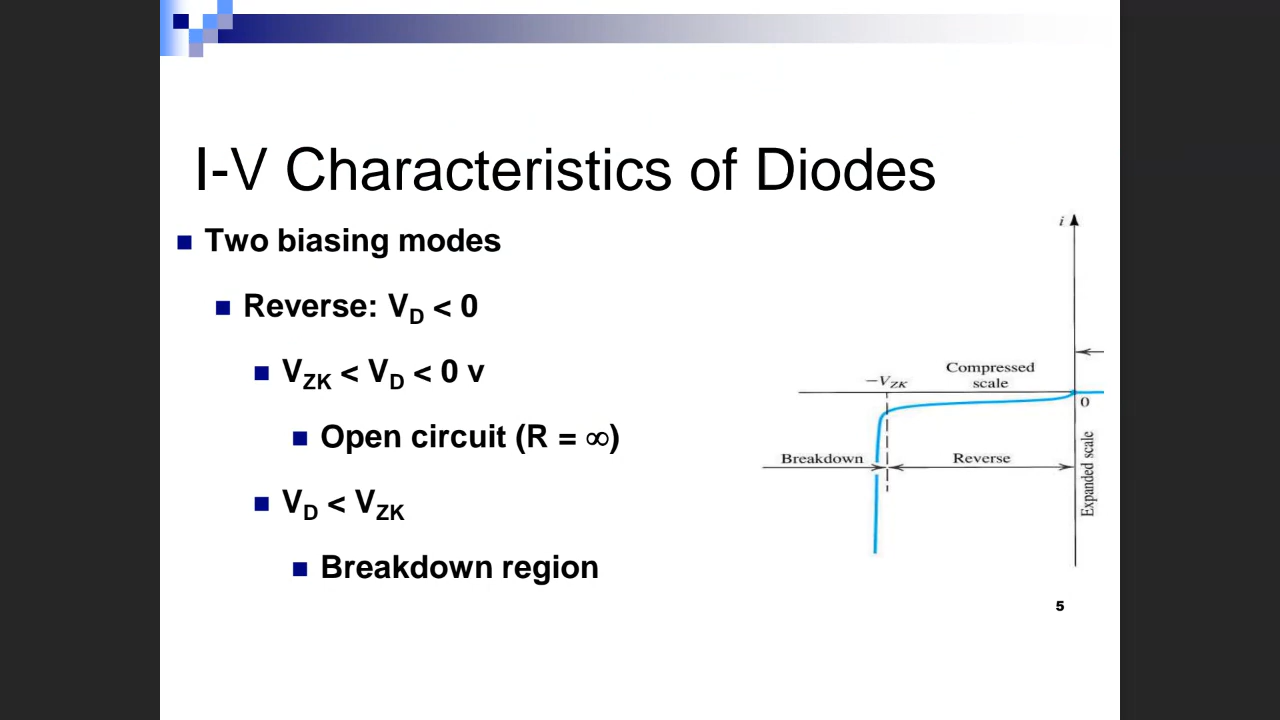 I-V Characteristics of Diodes
Two biasing modes
Reverse: V_D < 0
V_ZK < V_D < 0 v
Open circuit (R = ∞)
V_D < V_ZK
Breakdown region
i
Compressed
scale
−V_ZK
0
Breakdown
Reverse
Expanded scale
5